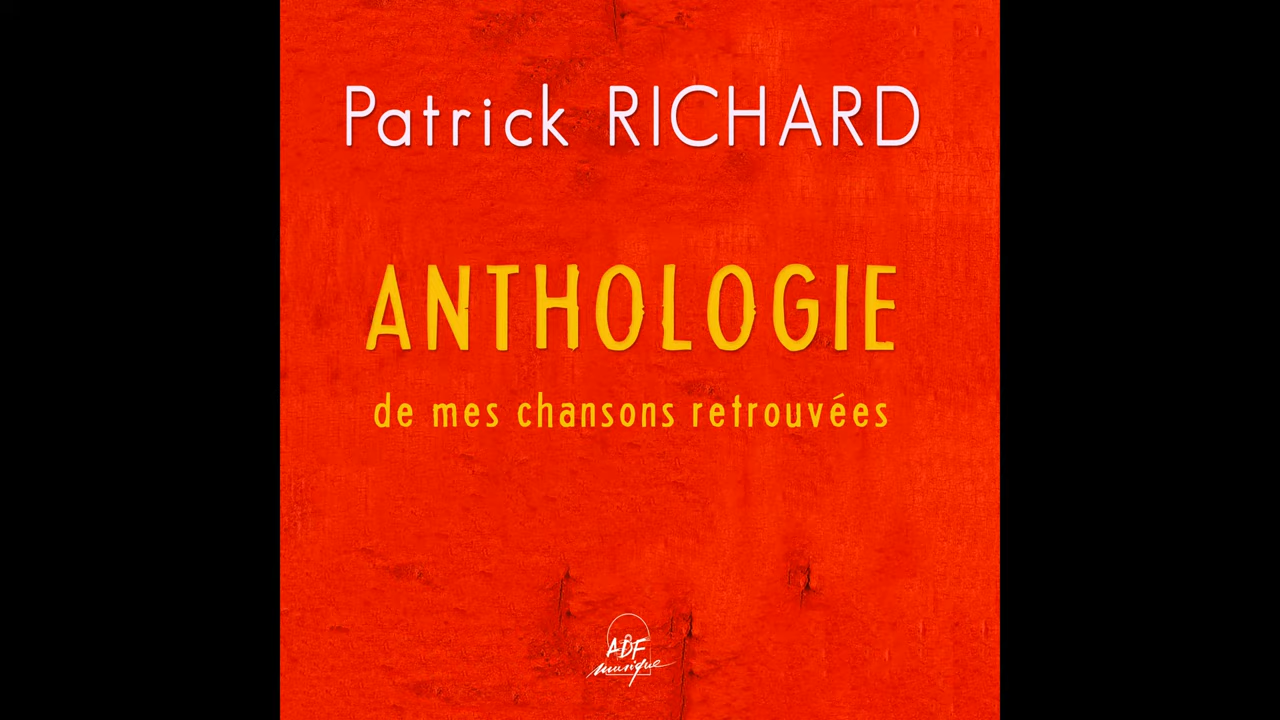 Patrick RICHARD
ANTHOLOGIE
de mes chansons retrouvées
ADF
musique